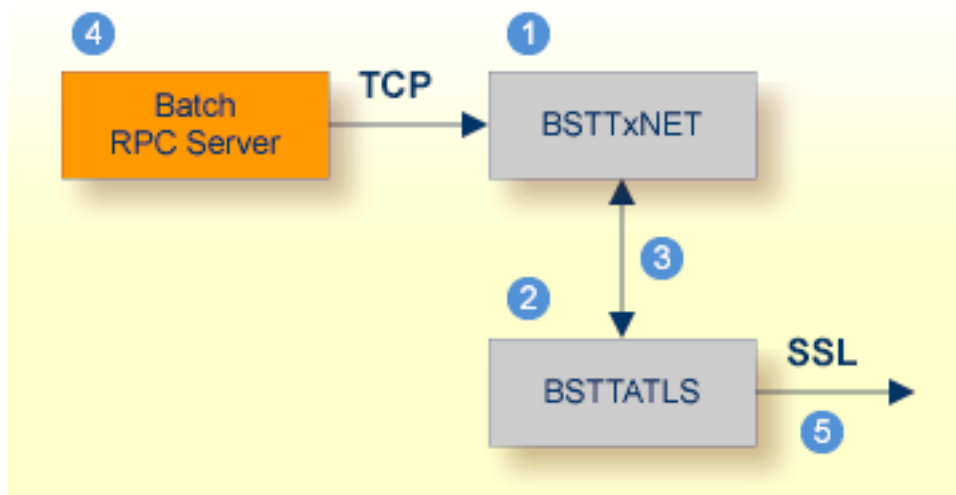 4
1
Batch
RPC Server
TCP
BSTTxNET
3
2
BSTTATLS
SSL
5